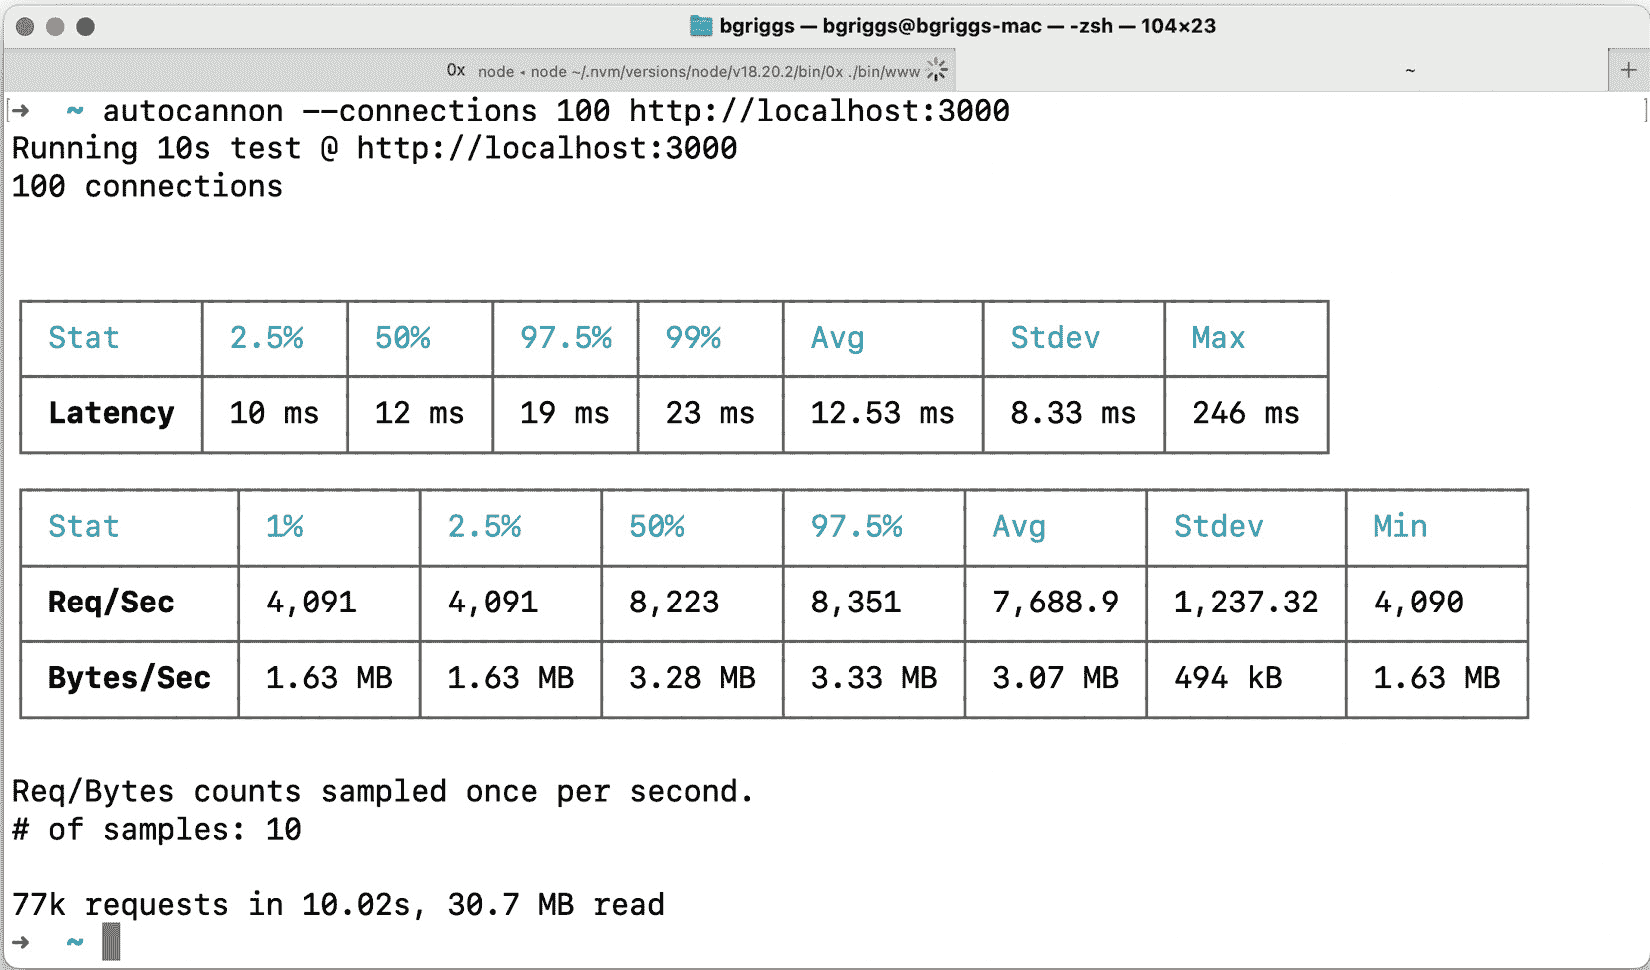 bgriggs — bgriggs@bgriggs-mac — -zsh — 104×23
0x node ◂ node ~/.nvm/versions/node/v18.20.2/bin/0x ./bin/www
~
+
[→ ~ autocannon --connections 100 http://localhost:3000 ]
Running 10s test @ http://localhost:3000
100 connections
Stat 2.5% 50% 97.5% 99% Avg Stdev Max
Latency 10 ms 12 ms 19 ms 23 ms 12.53 ms 8.33 ms 246 ms
Stat 1% 2.5% 50% 97.5% Avg Stdev Min
Req/Sec 4,091 4,091 8,223 8,351 7,688.9 1,237.32 4,090
Bytes/Sec 1.63 MB 1.63 MB 3.28 MB 3.33 MB 3.07 MB 494 kB 1.63 MB
Req/Bytes counts sampled once per second.
# of samples: 10
77k requests in 10.02s, 30.7 MB read
→ ~